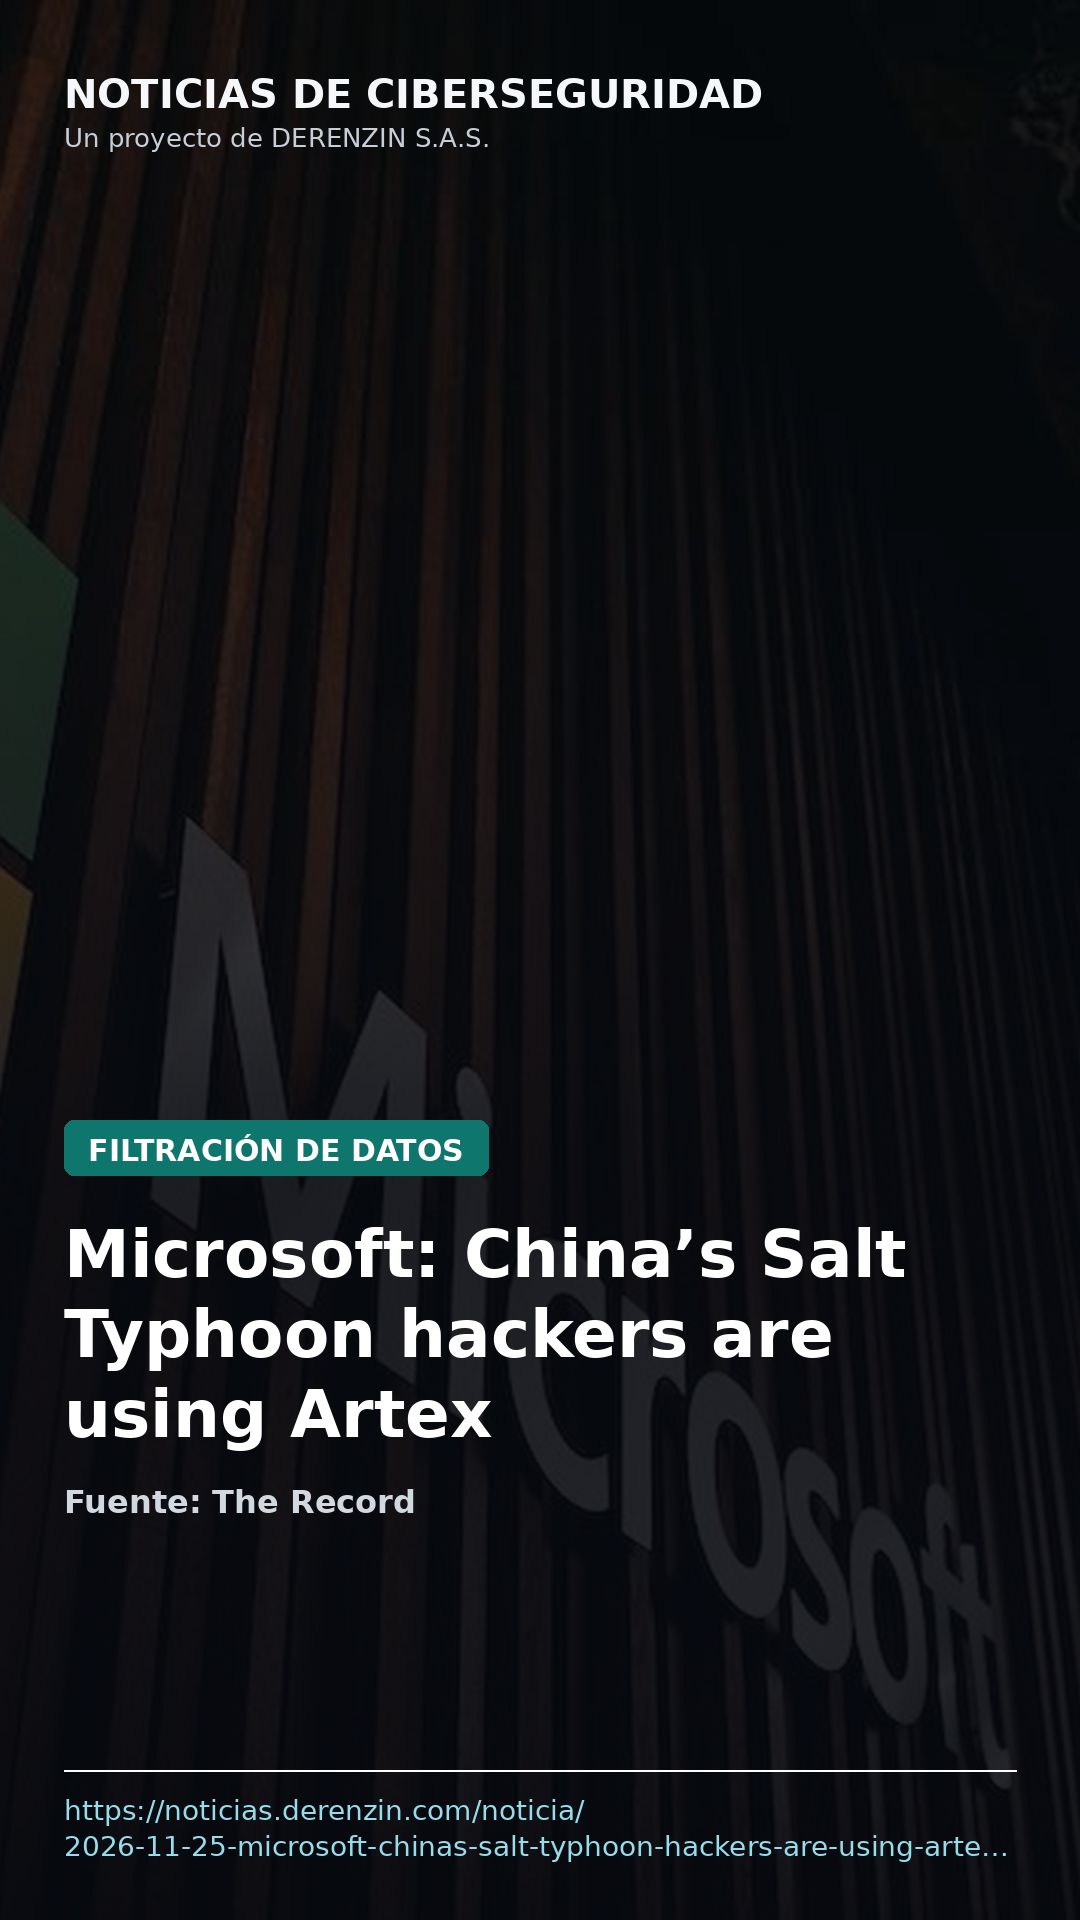 NOTICIAS DE CIBERSEGURIDAD
Un proyecto de DERENZIN S.A.S.
Microsoft
FILTRACIÓN DE DATOS
Microsoft: China’s Salt
Typhoon hackers are
using Artex
Fuente: The Record
https://noticias.derenzin.com/noticia/
2026-11-25-microsoft-chinas-salt-typhoon-hackers-are-using-arte…